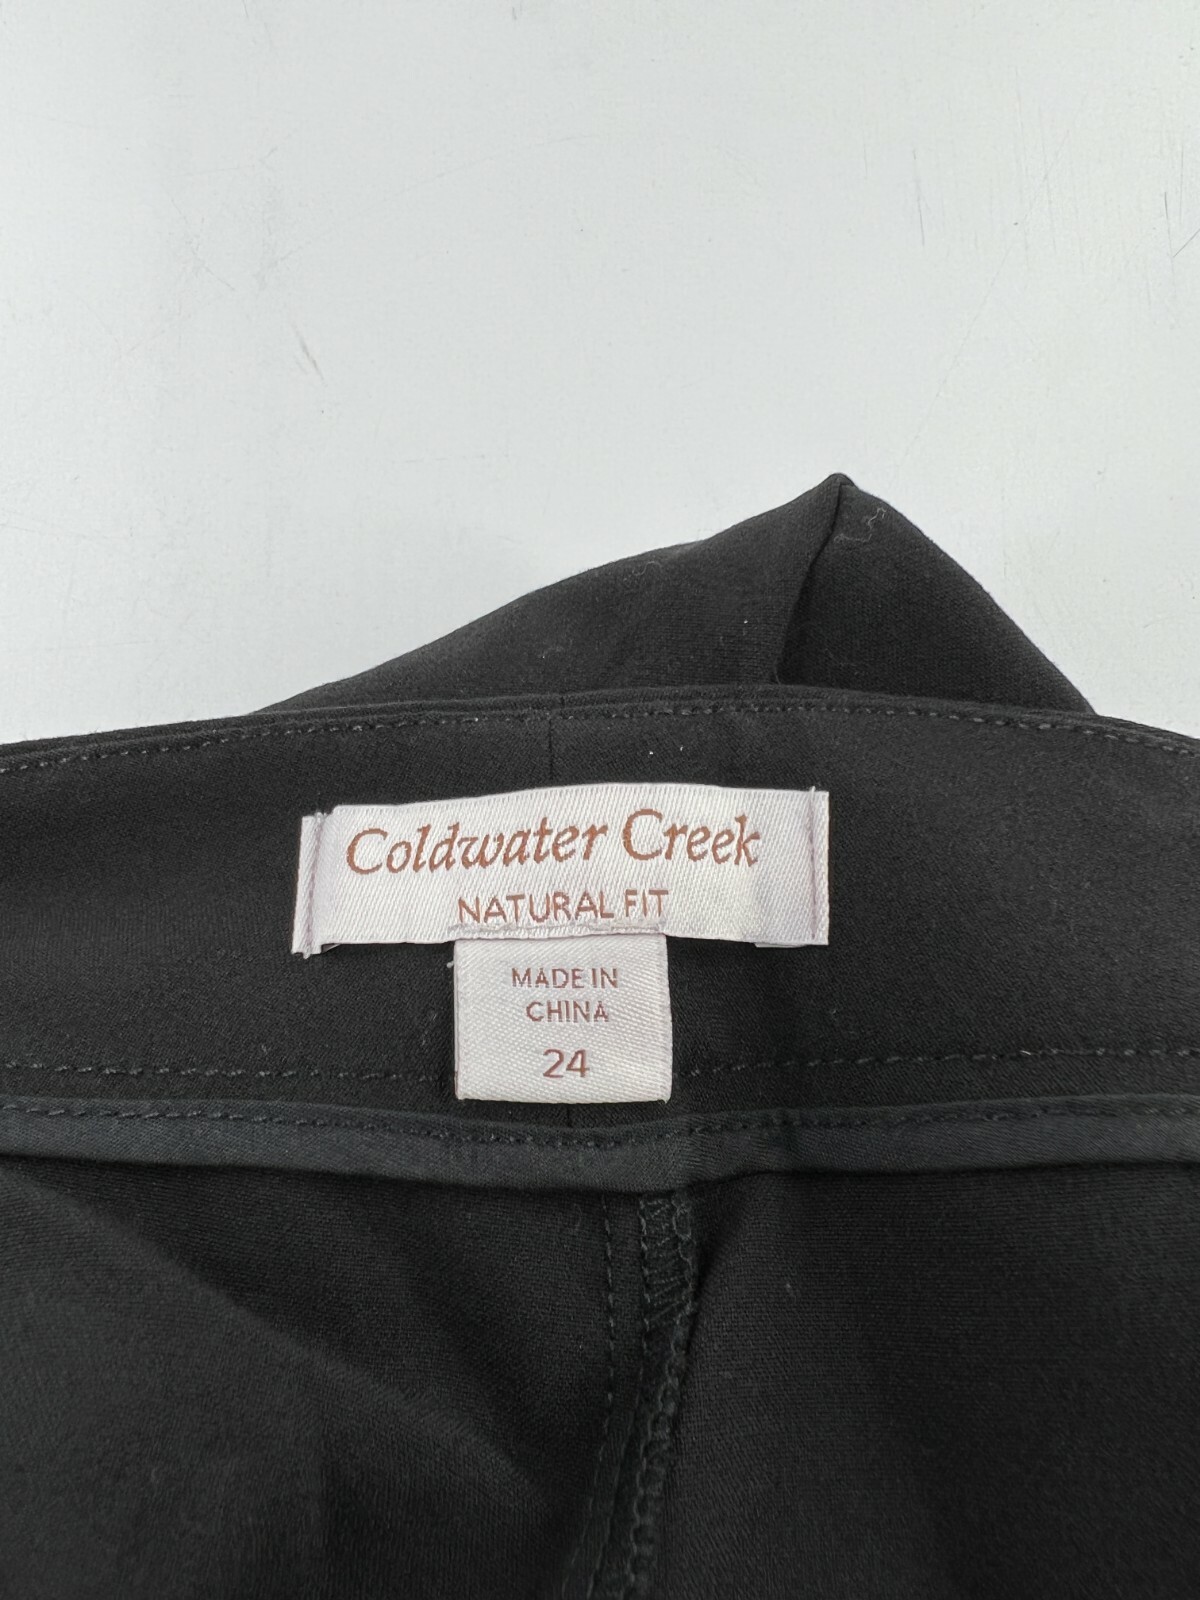 Coldwater Creek
NATURAL FIT
MADE IN
CHINA
24